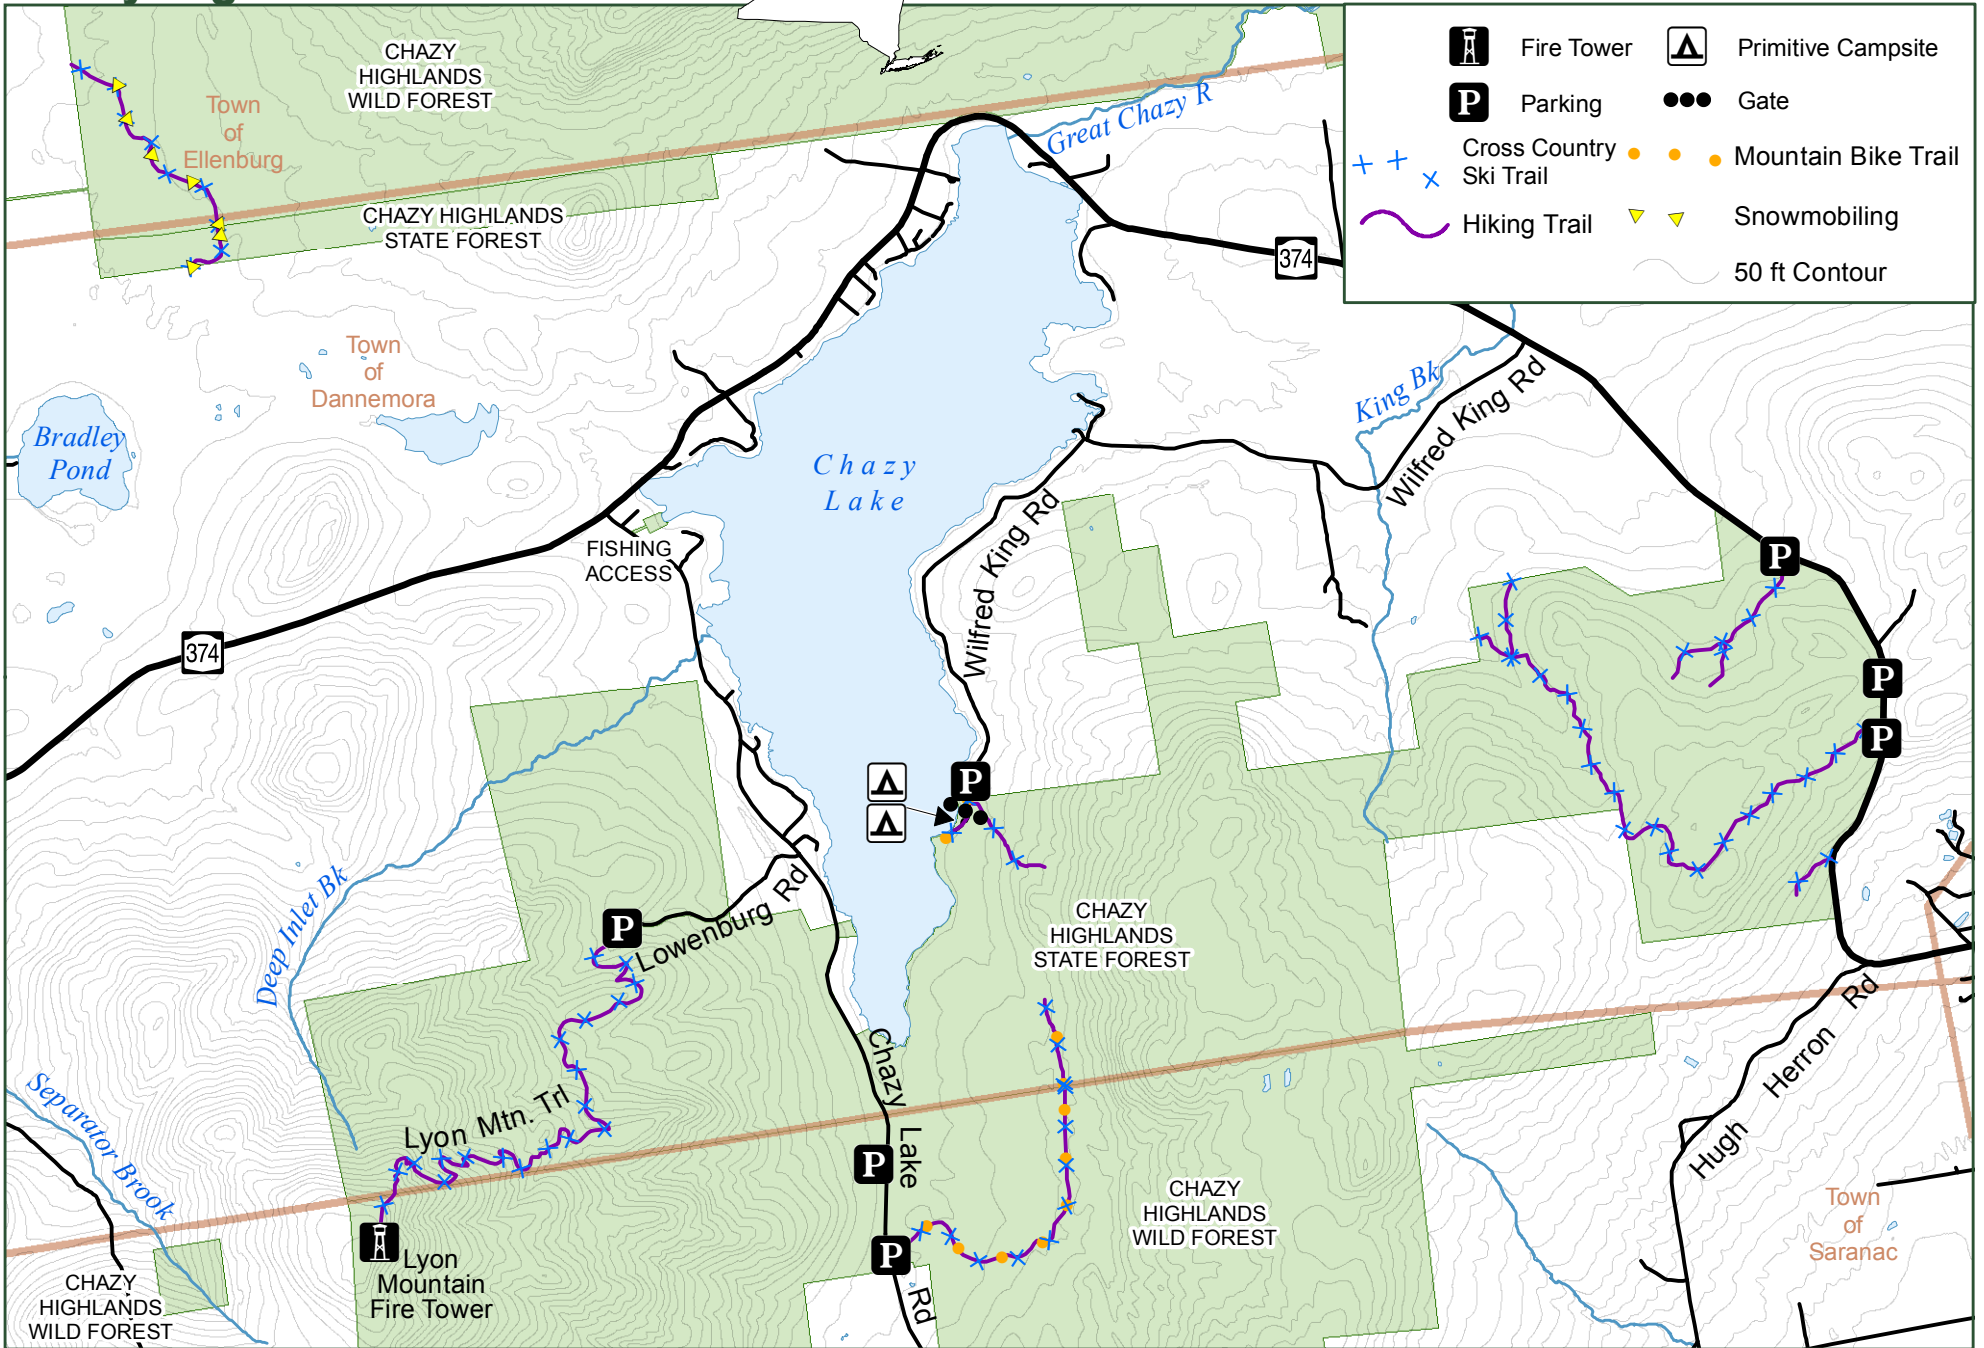 Fire Tower
Primitive Campsite
P
Parking
Gate
Cross Country
Ski Trail
Mountain Bike Trail
Hiking Trail
Snowmobiling
50 ft Contour
CHAZY
HIGHLANDS
WILD FOREST
Town
of
Ellenburg
CHAZY HIGHLANDS
STATE FOREST
Great Chazy R
374
Town
of
Dannemora
Bradley
Pond
Chazy
Lake
King Bk
Wilfred King Rd
Wilfred King Rd
FISHING
ACCESS
374
P
P
P
P
Deep Inlet Bk
Lowenburg Rd
P
CHAZY
HIGHLANDS
STATE FOREST
Chazy
Lake
Rd
Lyon Mtn. Trl
Separator Brook
P
P
Hugh Herron Rd
CHAZY
HIGHLANDS
WILD FOREST
Town
of
Saranac
Lyon
Mountain
Fire Tower
CHAZY
HIGHLANDS
WILD FOREST